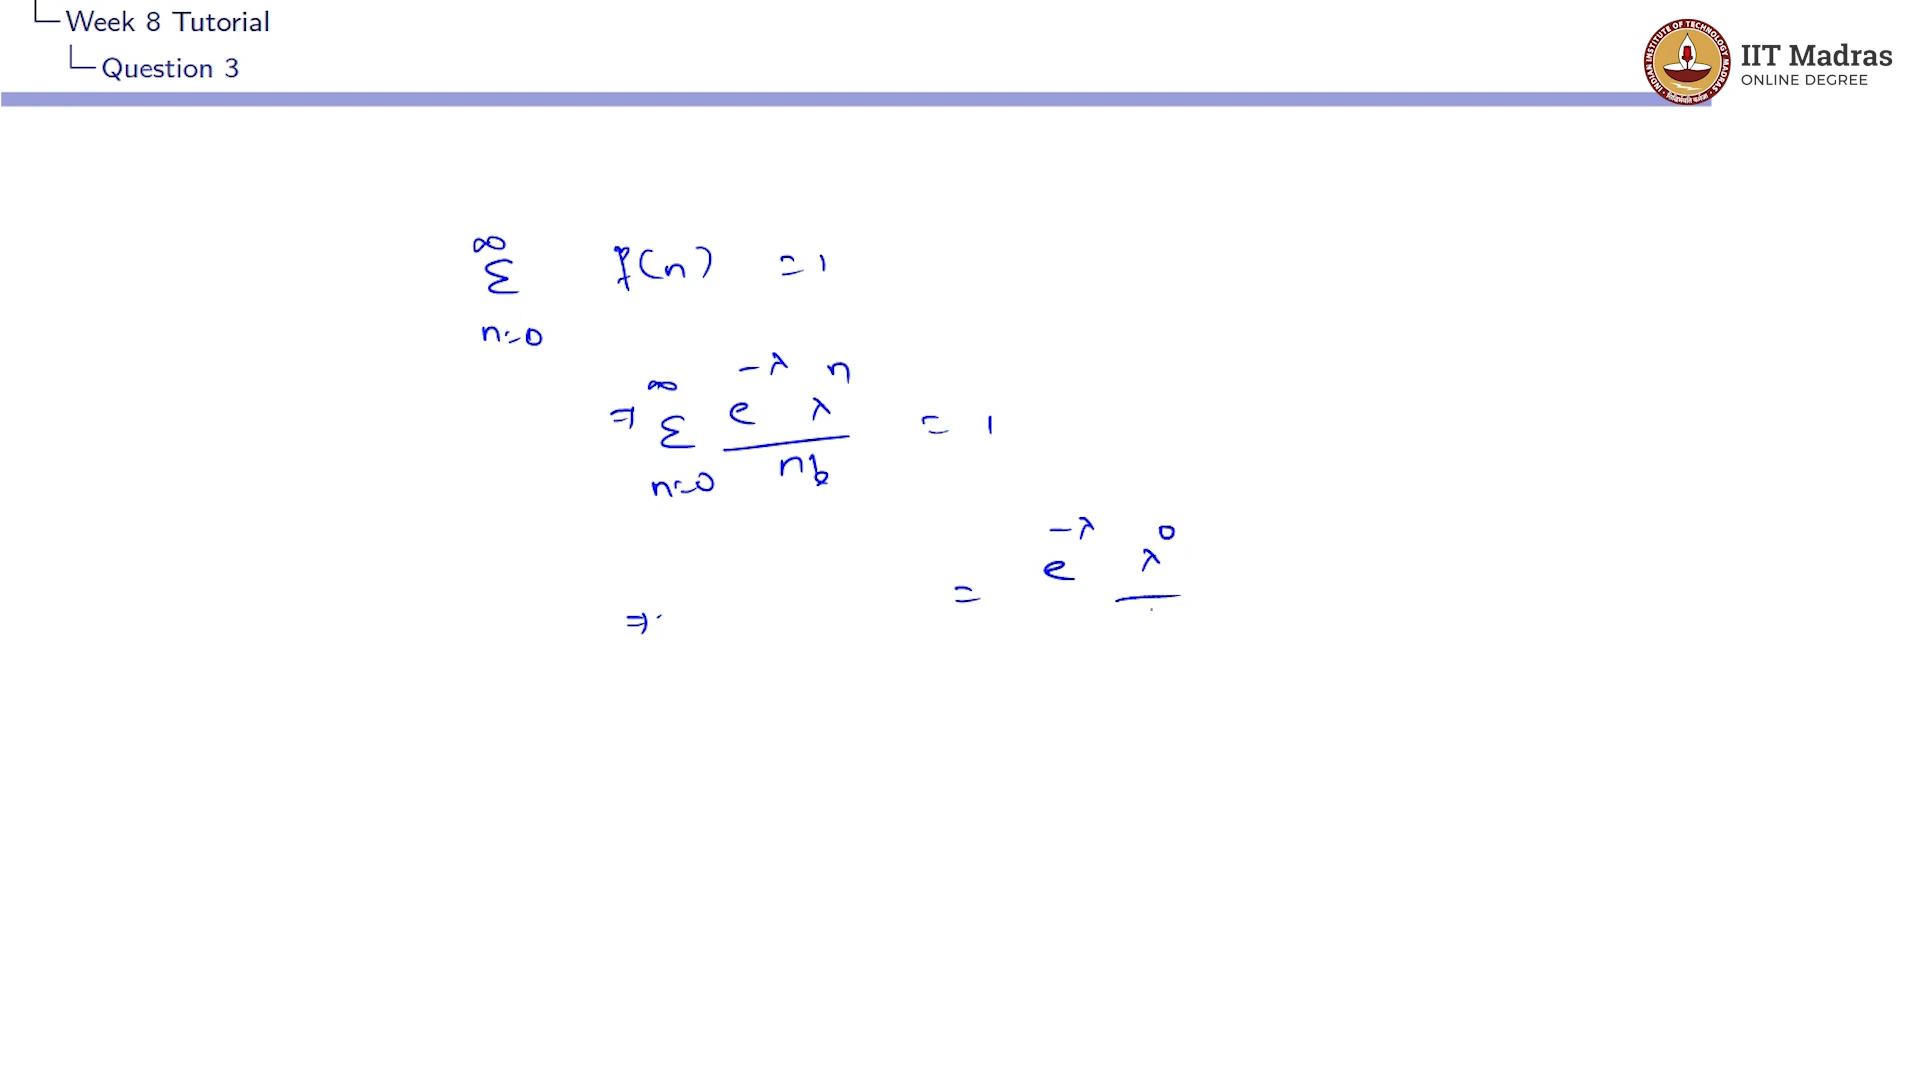 Week 8 Tutorial
Question 3
IIT Madras
ONLINE DEGREE
∞
Σ f(n) = 1
n=0
⇒ ∞ e^{-λ} λ^n
Σ ――― = 1
n=0 n!
⇒ = e^{-λ} λ^0